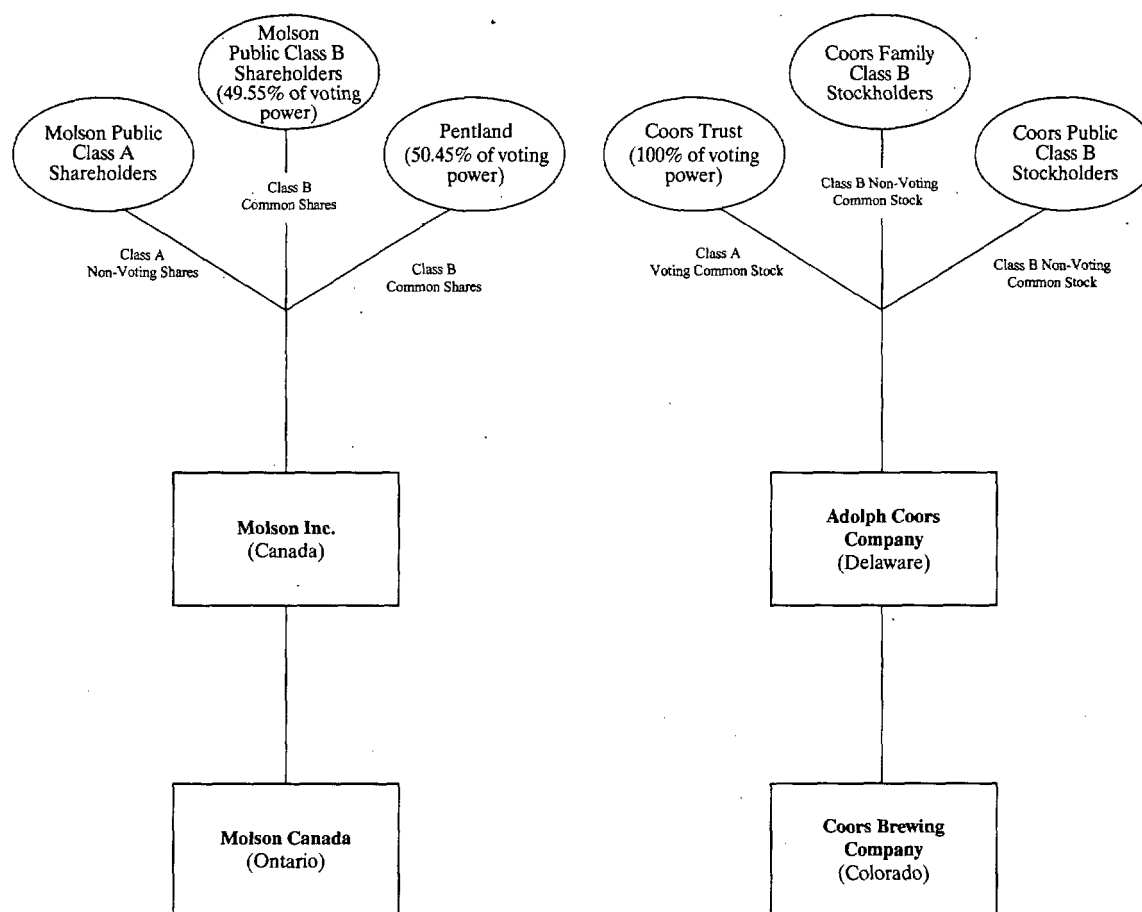 Molson
Public Class B
Shareholders
(49.55% of voting
power)
Molson Public
Class A
Shareholders
Pentland
(50.45% of voting
power)
Class B
Common Shares
Class A
Non-Voting Shares
Class B
Common Shares
Molson Inc.
(Canada)
Molson Canada
(Ontario)
Coors Family
Class B
Stockholders
Coors Trust
(100% of voting
power)
Coors Public
Class B
Stockholders
Class B Non-Voting
Common Stock
Class A
Voting Common Stock
Class B Non-Voting
Common Stock
Adolph Coors
Company
(Delaware)
Coors Brewing
Company
(Colorado)